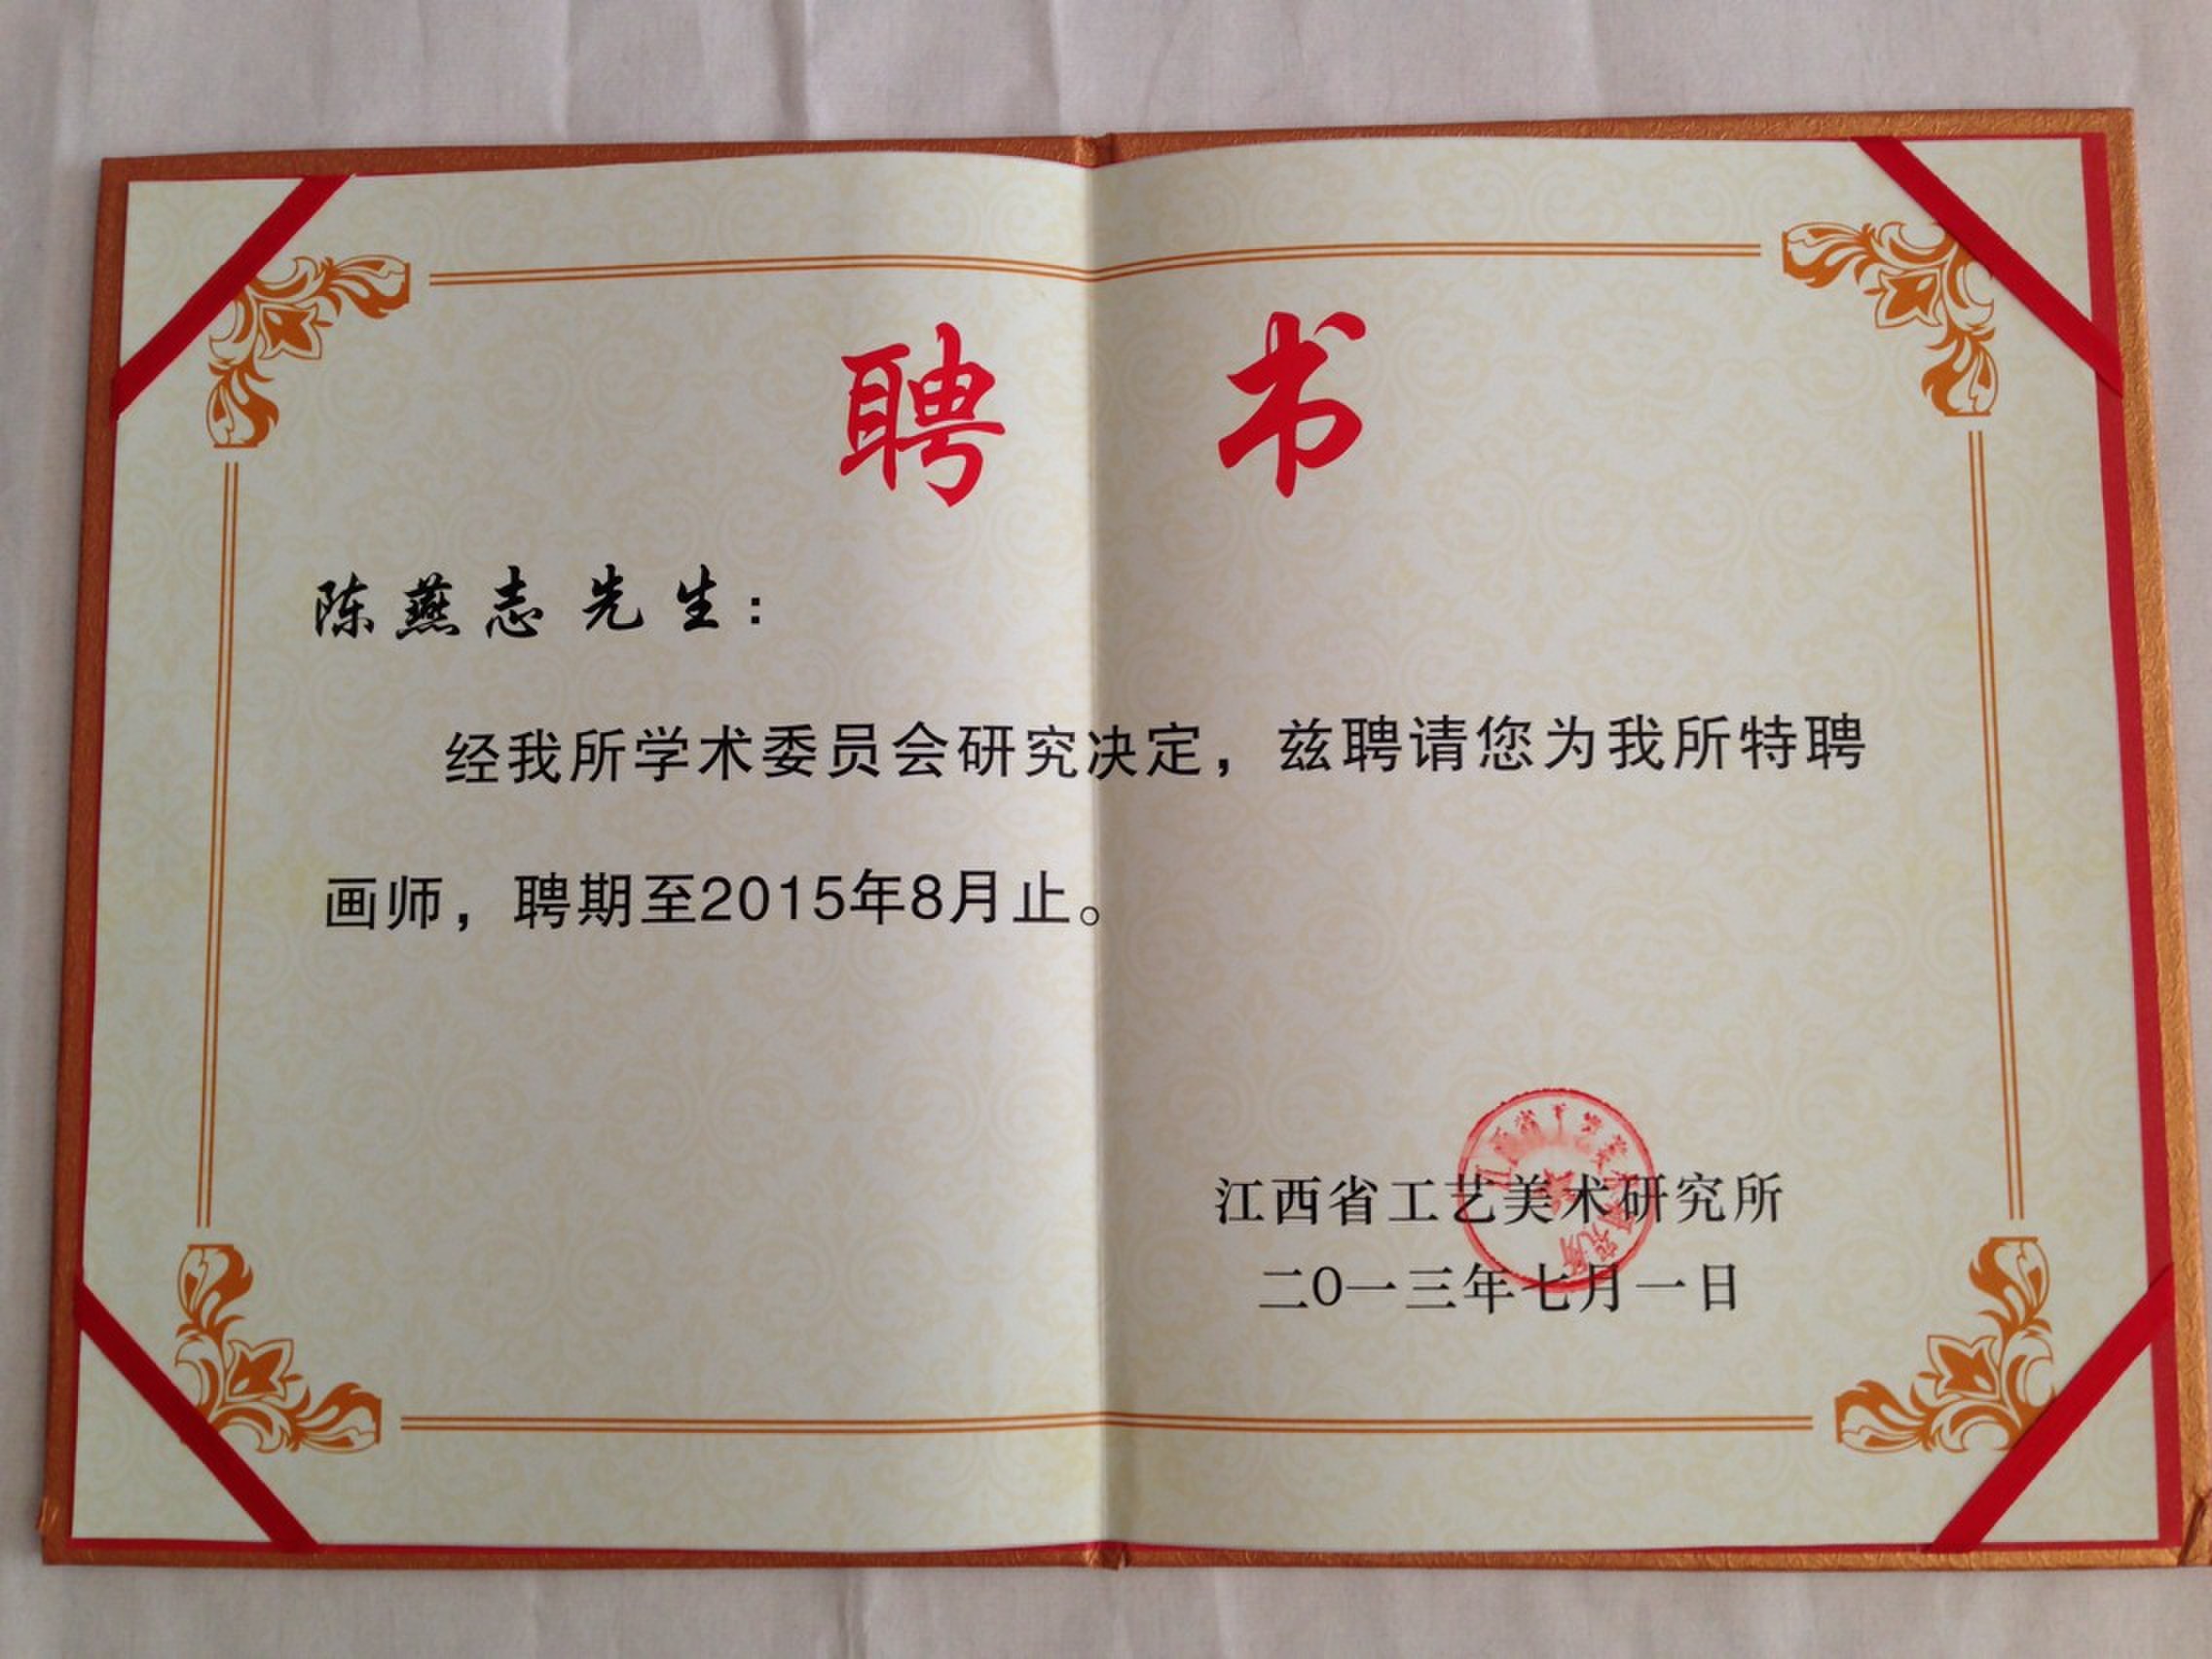 聘 书
陈燕志先生：
经我所学术委员会研究决定，兹聘请您为我所特聘
画师，聘期至2015年8月止。
江西省工艺美术研究所
二O一三年七月一日